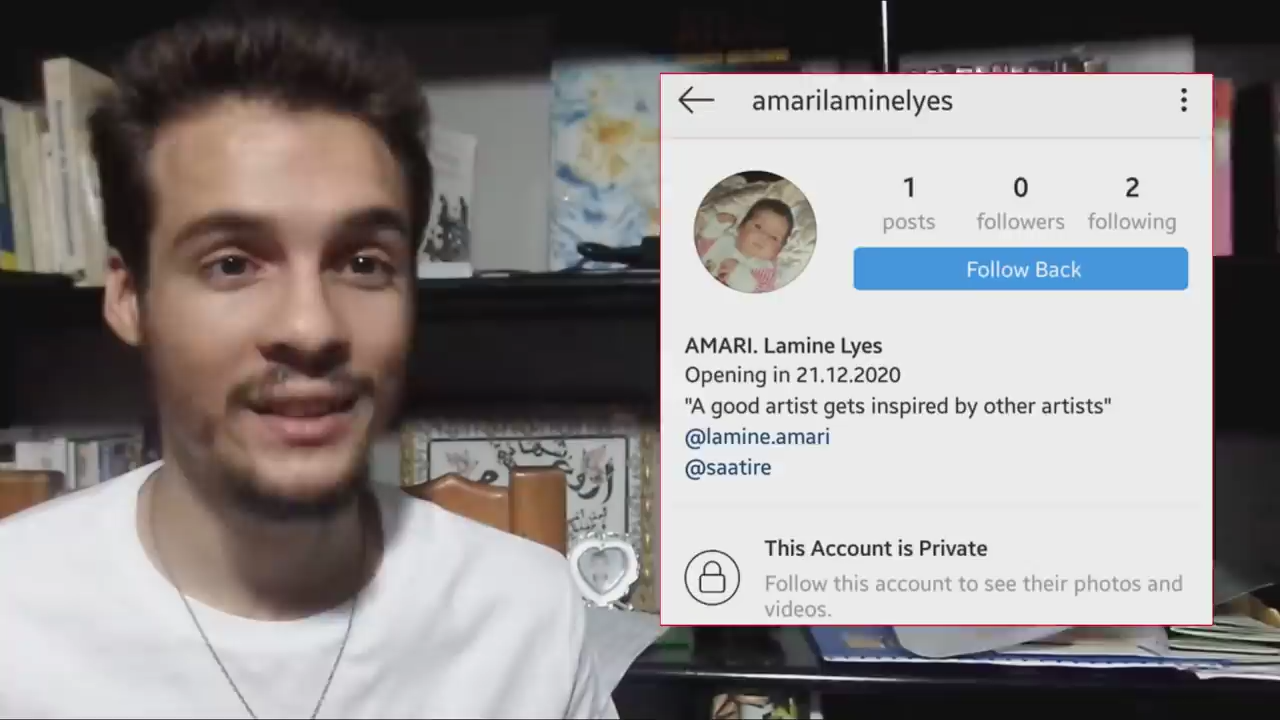 amarilaminelyes
1 0 2
posts followers following
Follow Back
AMARI. Lamine Lyes
Opening in 21.12.2020
"A good artist gets inspired by other artists"
@lamine.amari
@saatire
This Account is Private
Follow this account to see their photos and
videos.